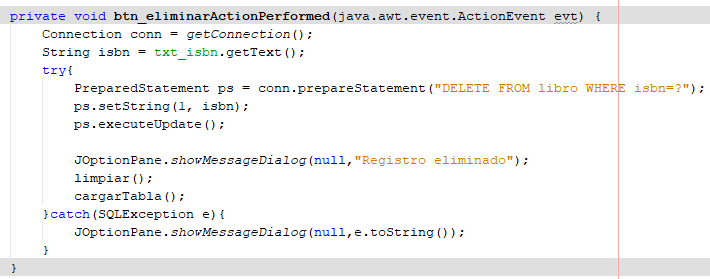 private void btn_eliminarActionPerformed(java.awt.event.ActionEvent evt) {
    Connection conn = getConnection();
    String isbn = txt_isbn.getText();
    try{
        PreparedStatement ps = conn.prepareStatement("DELETE FROM libro WHERE isbn=?");
        ps.setString(1, isbn);
        ps.executeUpdate();

        JOptionPane.showMessageDialog(null,"Registro eliminado");
        limpiar();
        cargarTabla();
    }catch(SQLException e){
        JOptionPane.showMessageDialog(null,e.toString());
    }
}